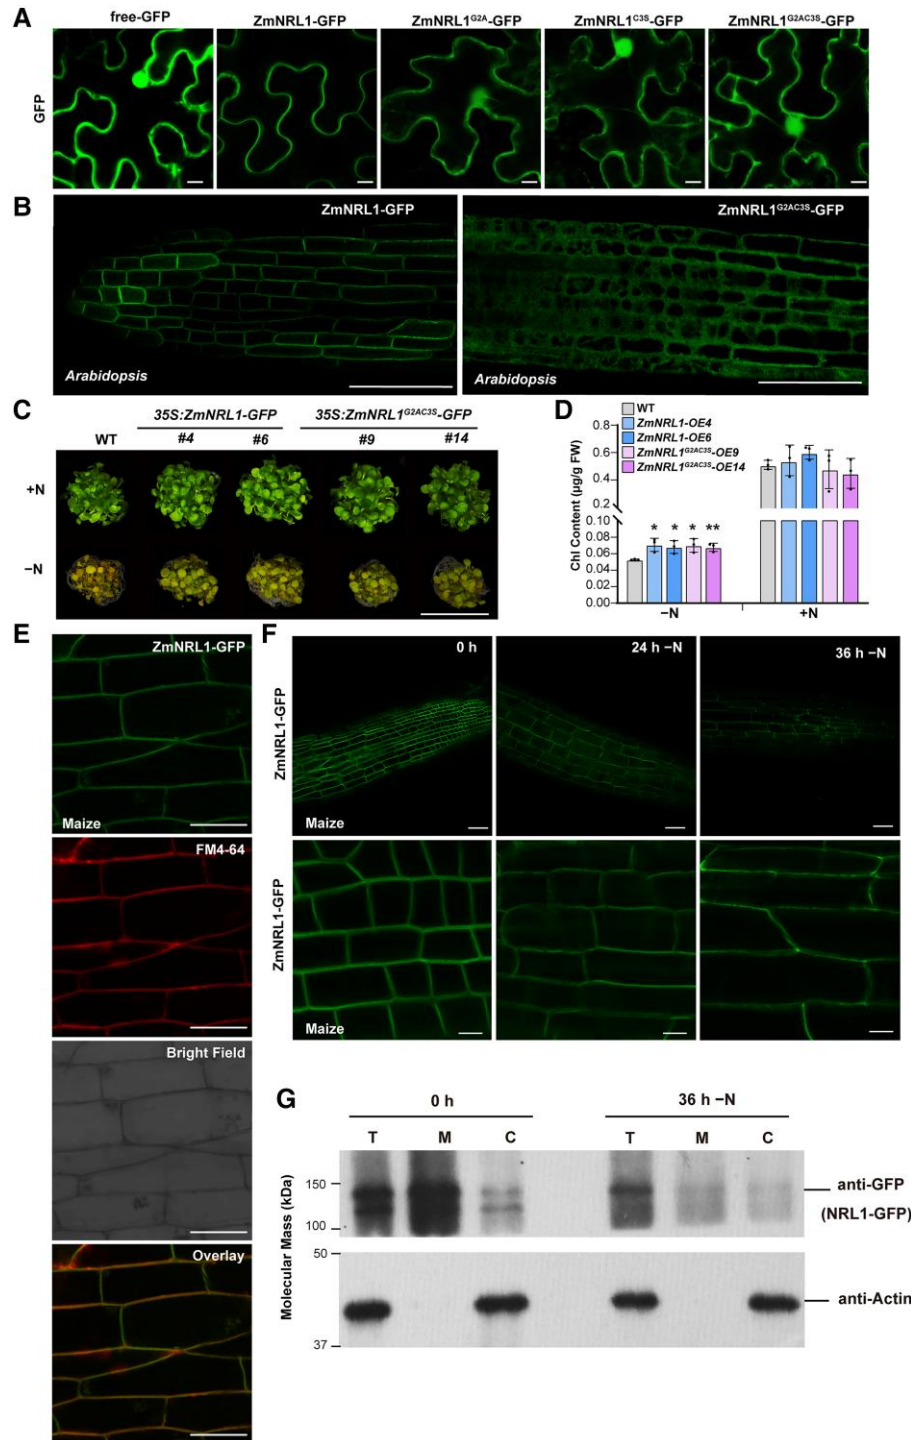 A
free-GFP
ZmNRL1-GFP
ZmNRL1G2A-GFP
ZmNRL1C3S-GFP
ZmNRL1G2AC3S-GFP
GFP
B
ZmNRL1-GFP
Arabidopsis
ZmNRL1G2AC3S-GFP
Arabidopsis
C
35S:ZmNRL1-GFP
35S:ZmNRL1G2AC3S-GFP
WT #4 #6 #9 #14
+N
−N
D
WT
ZmNRL1-OE4
ZmNRL1-OE6
ZmNRL1G2AC3S-OE9
ZmNRL1G2AC3S-OE14
Chl Content (μg/g FW)
0.8
0.6
0.4
0.2
0.10
0.08
0.06
0.04
0.02
0.00
* * * **
−N +N
E
ZmNRL1-GFP
Maize
FM4-64
Bright Field
Overlay
F
0 h
24 h −N
36 h −N
ZmNRL1-GFP
Maize
ZmNRL1-GFP
Maize
G
0 h 36 h −N
T M C T M C
Molecular Mass (kDa)
150
100
50
37
anti-GFP
(NRL1-GFP)
anti-Actin